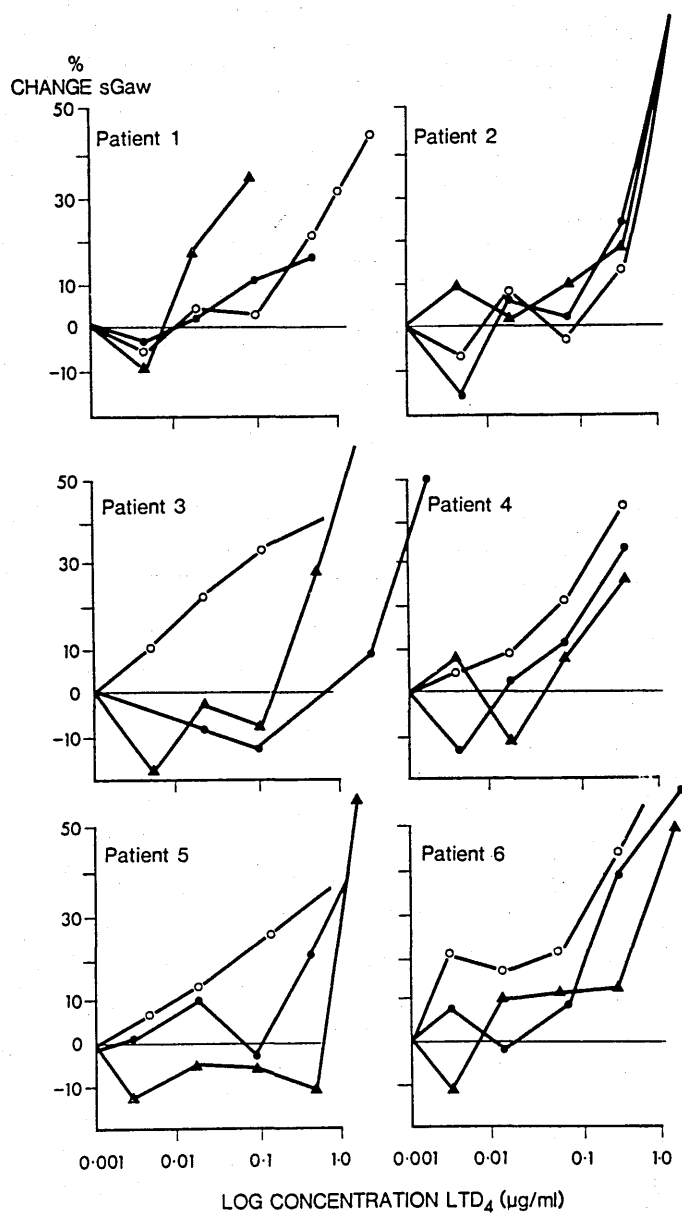 %
CHANGE sGaw
50
30
10
0
-10
Patient 1
Patient 2
50
30
10
0
-10
Patient 3
Patient 4
50
30
10
0
-10
Patient 5
Patient 6
0·001 0·01 0·1 1·0 0·001 0·01 0·1 1·0
LOG CONCENTRATION LTD₄ (µg/ml)